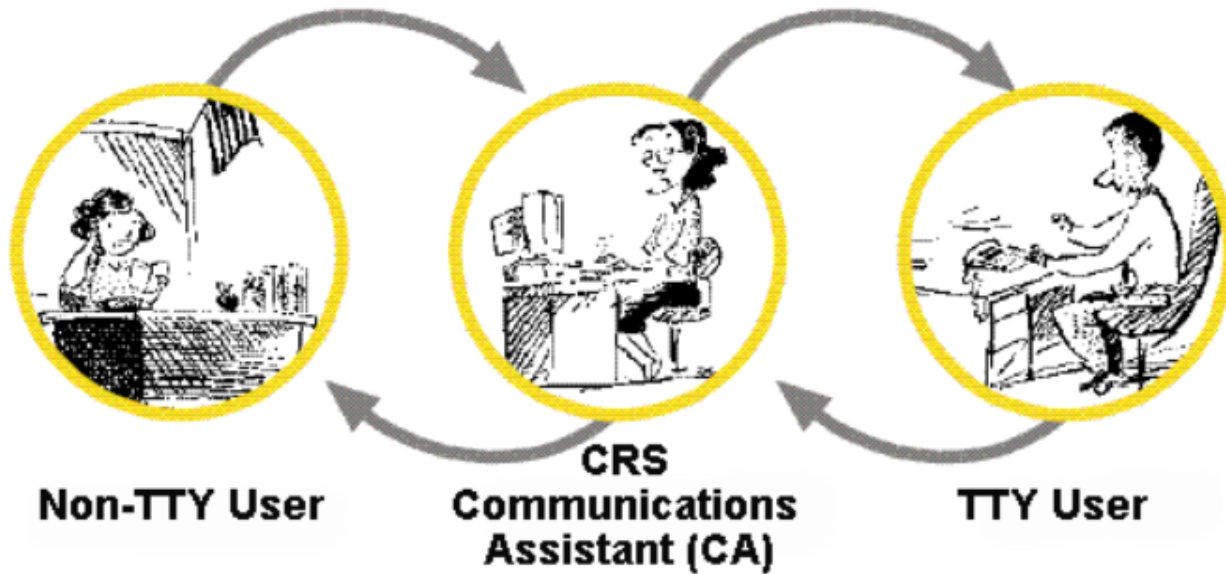 Non-TTY User
CRS
Communications
Assistant (CA)
TTY User